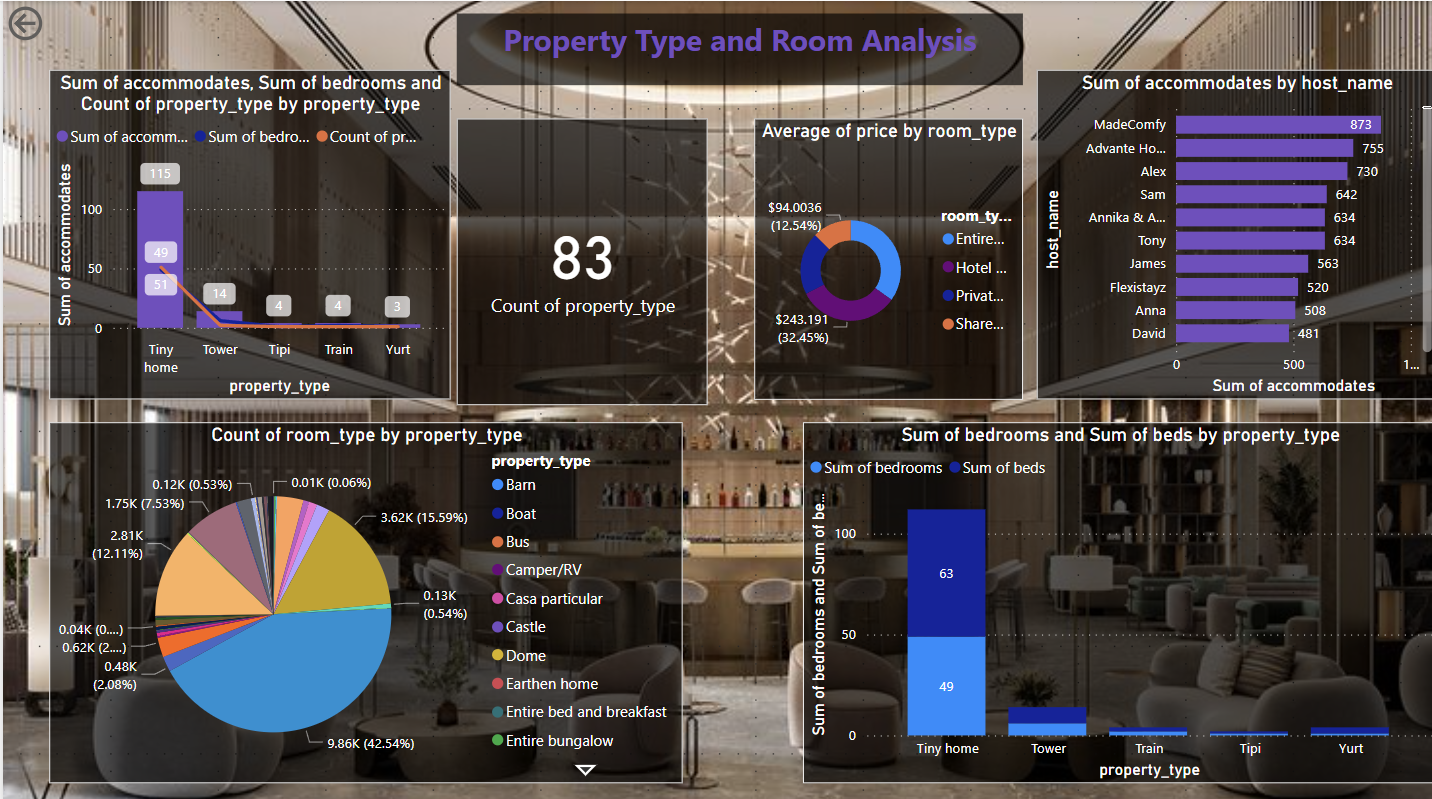 Property Type and Room Analysis
Sum of accommodates, Sum of bedrooms and
Count of property_type by property_type
Sum of accomm...
Sum of bedro...
Count of pr...
Sum of accommodates
100
50
0
115
49
51
14
4
4
3
Tiny
home
Tower
Tipi
Train
Yurt
property_type
83
Count of property_type
Average of price by room_type
$94.0036
(12.54%)
$243.191
(32.45%)
room_ty...
Entire...
Hotel ...
Privat...
Share...
Sum of accommodates by host_name
host_name
MadeComfy
873
Advante Ho...
755
Alex
730
Sam
642
Annika & A...
634
Tony
634
James
563
Flexistayz
520
Anna
508
David
481
0
500
1...
Sum of accommodates
Count of room_type by property_type
0.12K (0.53%)
0.01K (0.06%)
1.75K (7.53%)
3.62K (15.59%)
2.81K
(12.11%)
0.13K
(0.54%)
0.04K (0....)
0.62K (2....)
0.48K
(2.08%)
9.86K (42.54%)
property_type
Barn
Boat
Bus
Camper/RV
Casa particular
Castle
Dome
Earthen home
Entire bed and breakfast
Entire bungalow
Sum of bedrooms and Sum of beds by property_type
Sum of bedrooms
Sum of beds
Sum of bedrooms and Sum of be...
100
50
0
63
49
Tiny home
Tower
Train
Tipi
Yurt
property_type